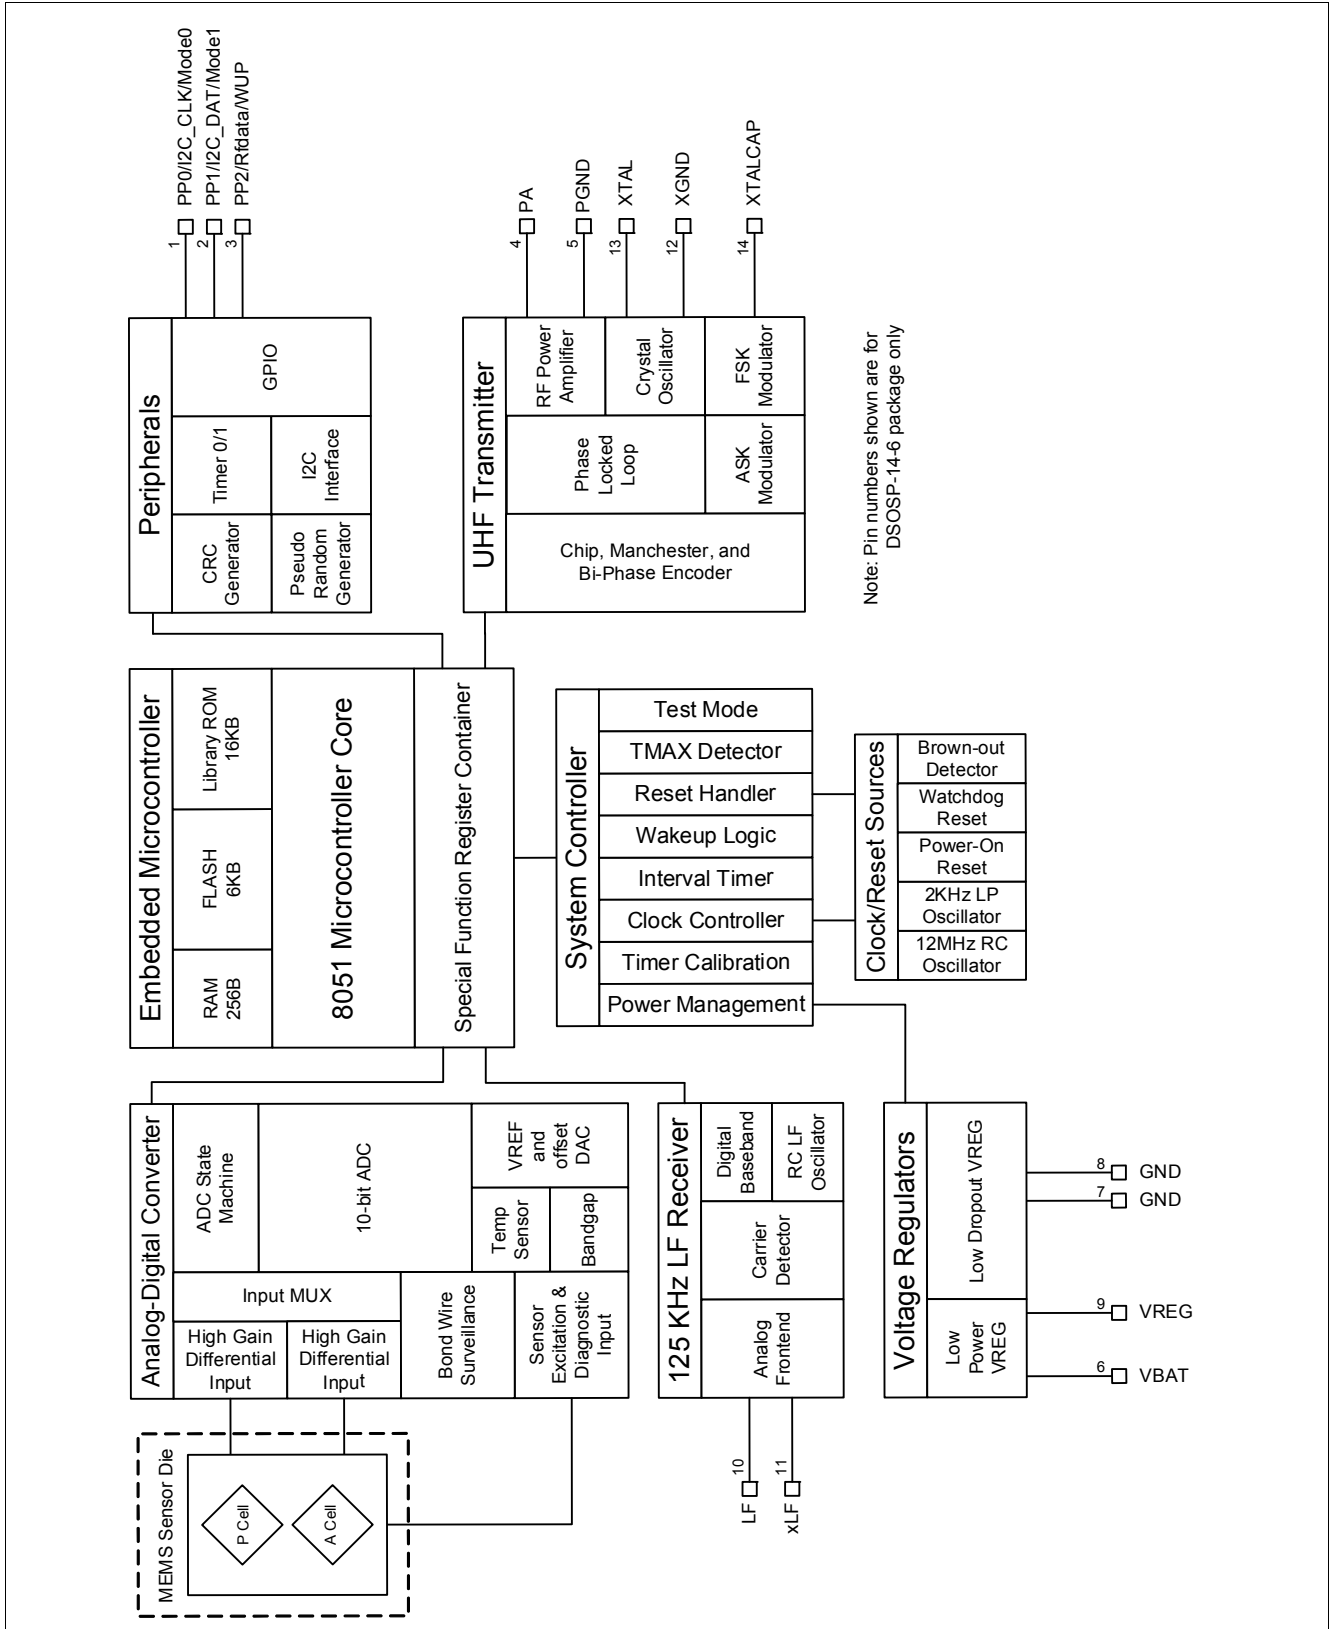 PP0/I2C_CLK/Mode0
PP1/I2C_DAT/Mode1
PP2/Rfdata/WUP
1
2
3
Peripherals
GPIO
Timer 0/1
I2C
Interface
CRC
Generator
Pseudo
Random
Generator
PA
PGND
XTAL
XGND
XTALCAP
4
5
13
12
14
UHF Transmitter
RF Power
Amplifier
Crystal
Oscillator
FSK
Modulator
Phase
Locked
Loop
ASK
Modulator
Chip, Manchester, and
Bi-Phase Encoder
Note: Pin numbers shown are for
DSOSP-14-6 package only
Embedded Microcontroller
Library ROM
16KB
FLASH
6KB
RAM
256B
8051 Microcontroller Core
Special Function Register Container
System Controller
Test Mode
TMAX Detector
Reset Handler
Wakeup Logic
Interval Timer
Clock Controller
Timer Calibration
Power Management
Clock/Reset Sources
Brown-out
Detector
Watchdog
Reset
Power-On
Reset
2KHz LP
Oscillator
12MHz RC
Oscillator
Analog-Digital Converter
ADC State
Machine
10-bit ADC
VREF
and
offset
DAC
Temp
Sensor
Bandgap
Input MUX
High Gain
Differential
Input
High Gain
Differential
Input
Bond Wire
Surveillance
Sensor
Excitation &
Diagnostic
Input
125 KHz LF Receiver
Digital
Baseband
RC LF
Oscillator
Carrier
Detector
Analog
Frontend
10
11
LF
xLF
Voltage Regulators
Low Dropout VREG
Low
Power
VREG
8
GND
7
GND
9
VREG
6
VBAT
MEMS Sensor Die
P Cell
A Cell